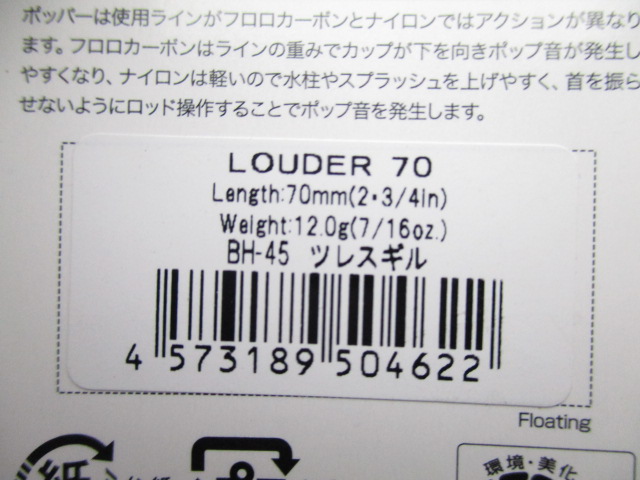 ポッパーは使用ラインがフロロカーボンとナイロンではアクションが異なり
ます。フロロカーボンはラインの重みでカップが下を向きポップ音が発生し
やすくなり、ナイロンは軽いので水柱やスプラッシュを上げやすく、首を振ら
せないようにロッド操作することでポップ音を発生します。
LOUDER 70
Length:70mm(2・3/4in)
Weight:12.0g(7/16oz.)
BH-45 ツレスギル
4 573189 504622
Floating
環境・美化
紙